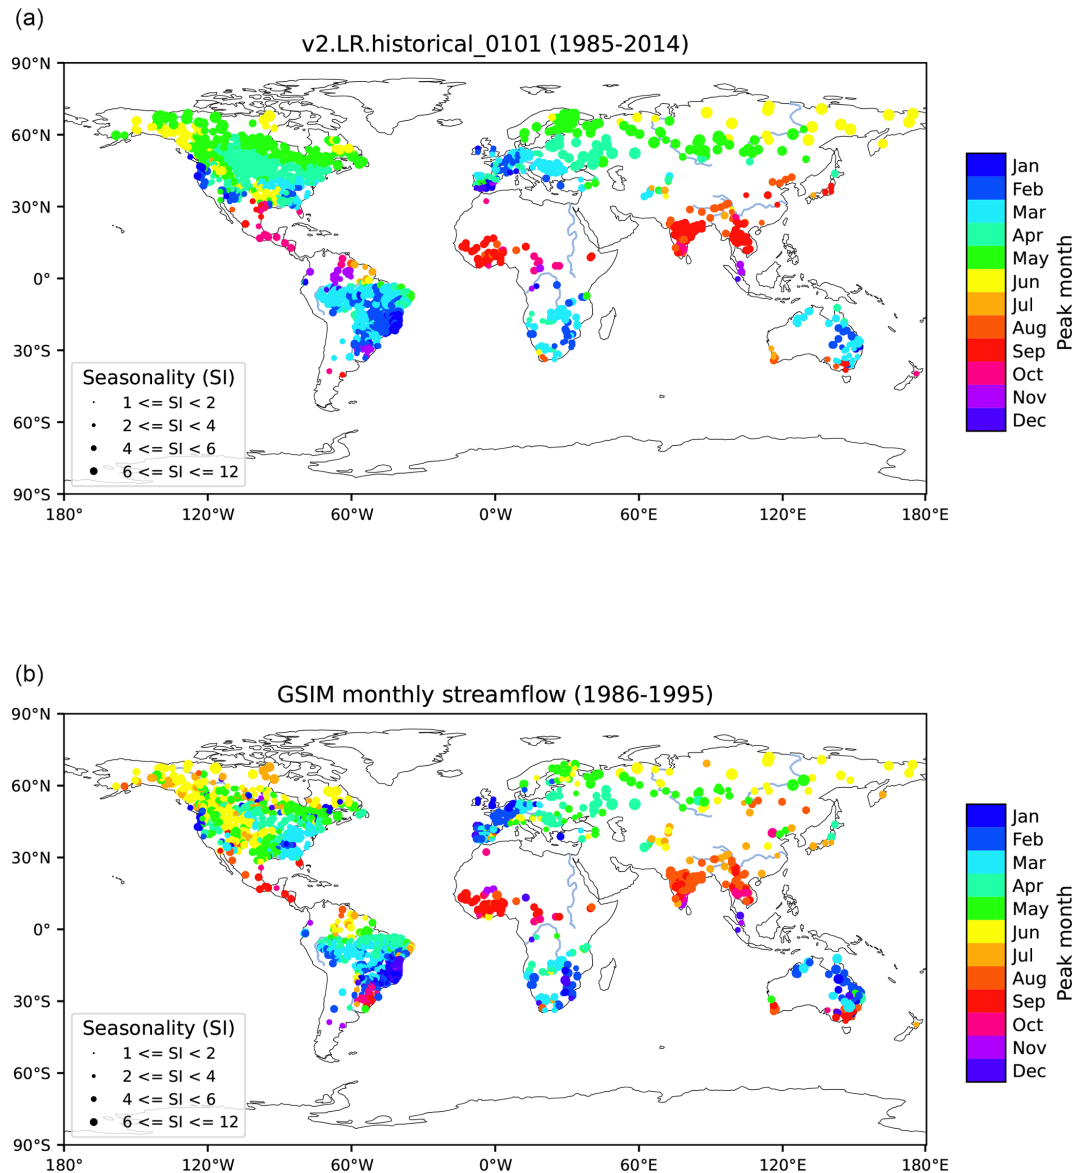 (a)
v2.LR.historical_0101 (1985-2014)
90°N
60°N
30°N
0°
30°S
60°S
90°S
180°
120°W
60°W
0°W
60°E
120°E
180°E
Seasonality (SI)
1 <= SI < 2
2 <= SI < 4
4 <= SI < 6
6 <= SI <= 12
Jan
Feb
Mar
Apr
May
Jun
Jul
Aug
Sep
Oct
Nov
Dec
Peak month
(b)
GSIM monthly streamflow (1986-1995)
90°N
60°N
30°N
0°
30°S
60°S
90°S
180°
120°W
60°W
0°W
60°E
120°E
180°E
Seasonality (SI)
1 <= SI < 2
2 <= SI < 4
4 <= SI < 6
6 <= SI <= 12
Jan
Feb
Mar
Apr
May
Jun
Jul
Aug
Sep
Oct
Nov
Dec
Peak month